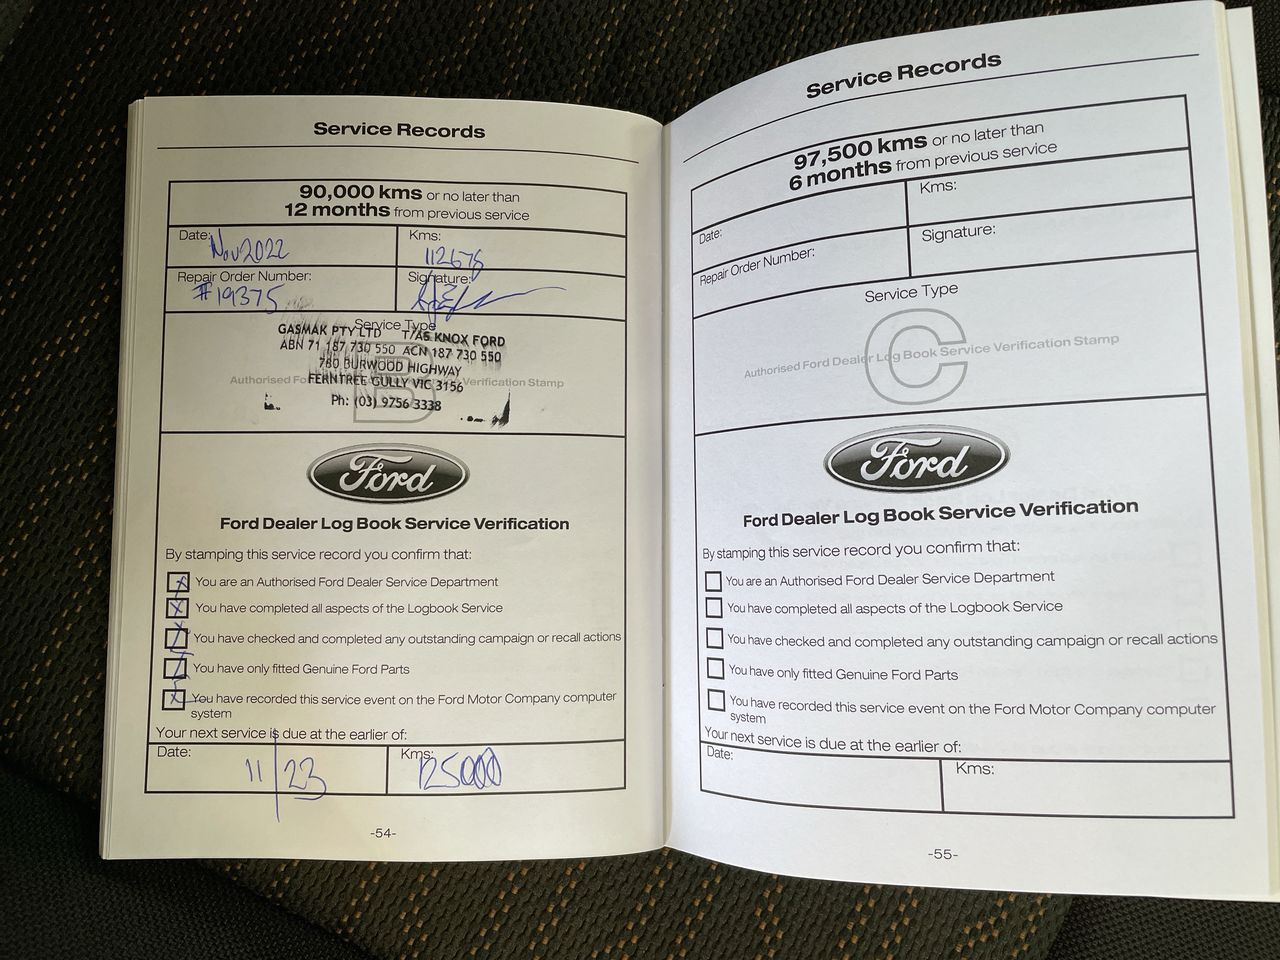 Service Records
90,000 kms or no later than
12 months from previous service
Date: Nov 2022
Kms: 112676
Repair Order Number: #19375
Signature:
Service Type
GASMAK PTY LTD T/AS KNOX FORD
ABN 71 187 730 550 ACN 187 730 550
780 BURWOOD HIGHWAY
FERNTREE GULLY VIC 3156
Ph: (03) 9756 3338
Authorised Fo Verification Stamp
B
Ford
Ford Dealer Log Book Service Verification
By stamping this service record you confirm that:
You are an Authorised Ford Dealer Service Department
You have completed all aspects of the Logbook Service
You have checked and completed any outstanding campaign or recall actions
You have only fitted Genuine Ford Parts
You have recorded this service event on the Ford Motor Company computer
system
Your next service is due at the earlier of:
Date: 11/23
Kms: 125000
-54-
Service Records
97,500 kms or no later than
6 months from previous service
Date:
Kms:
Repair Order Number:
Signature:
Service Type
C
Authorised Ford Dealer Log Book Service Verification Stamp
Ford
Ford Dealer Log Book Service Verification
By stamping this service record you confirm that:
You are an Authorised Ford Dealer Service Department
You have completed all aspects of the Logbook Service
You have checked and completed any outstanding campaign or recall actions
You have only fitted Genuine Ford Parts
You have recorded this service event on the Ford Motor Company computer
system
Your next service is due at the earlier of:
Date:
Kms:
-55-